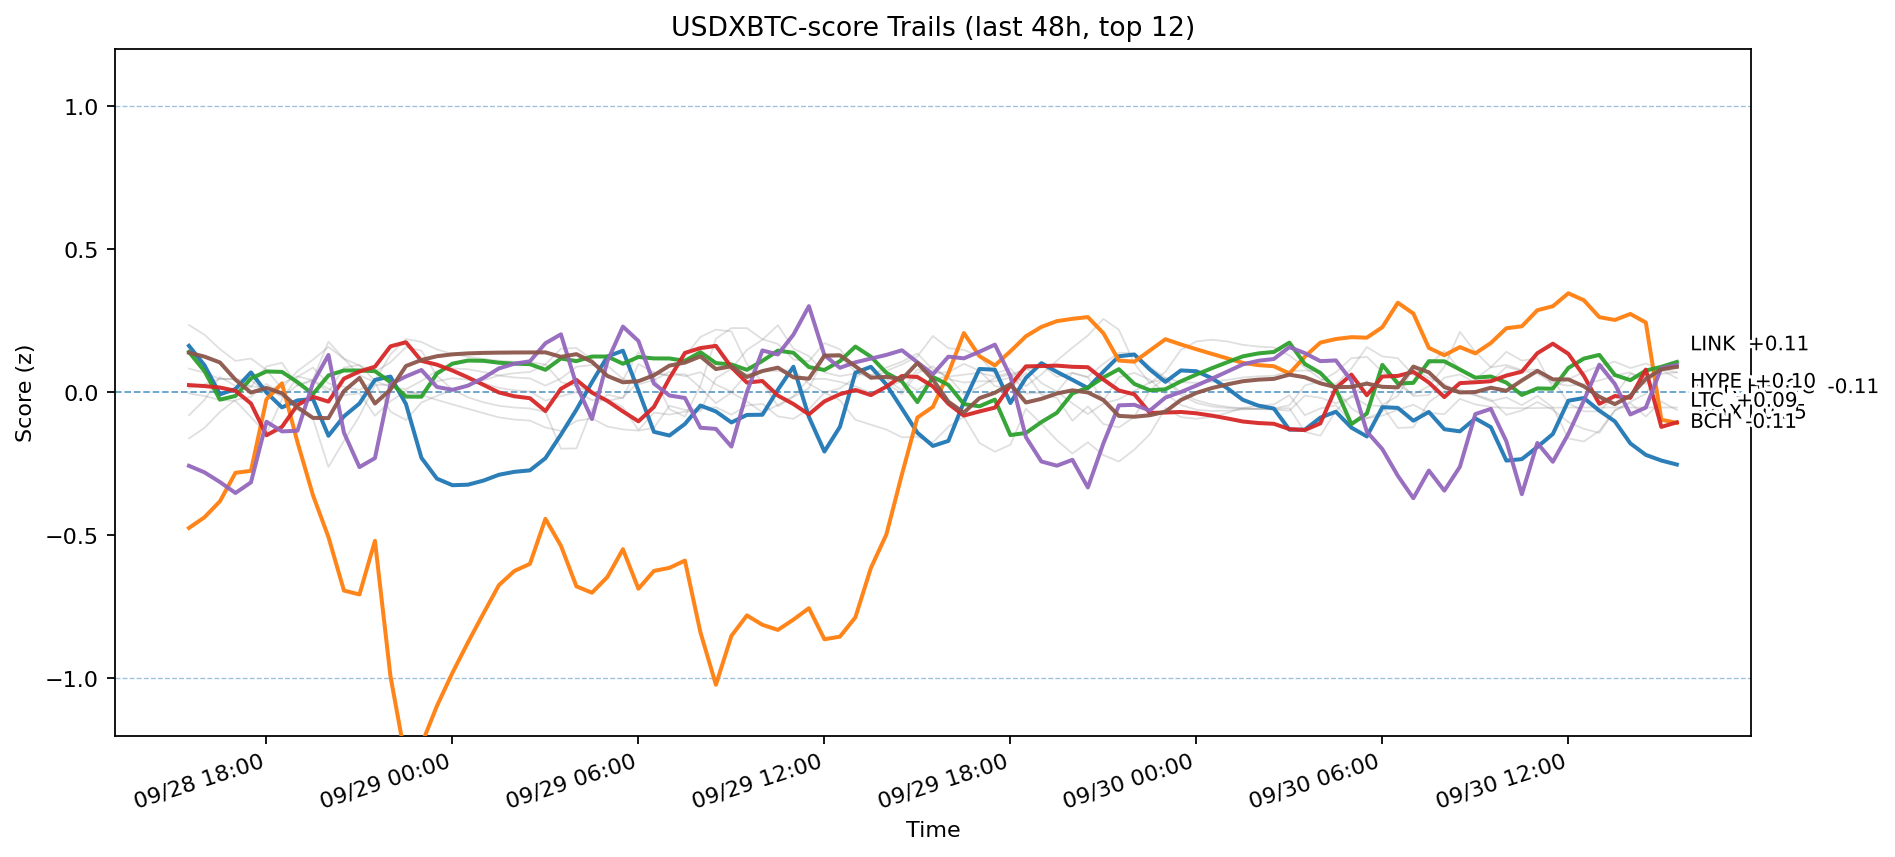 USDXBTC-score Trails (last 48h, top 12)
Score (z)
1.0
0.5
0.0
−0.5
−1.0
LINK +0.11
HYPE +0.10
-0.11
LTC +0.09
BCH -0.11
09/28 18:00
09/29 00:00
09/29 06:00
09/29 12:00
09/29 18:00
09/30 00:00
09/30 06:00
09/30 12:00
Time